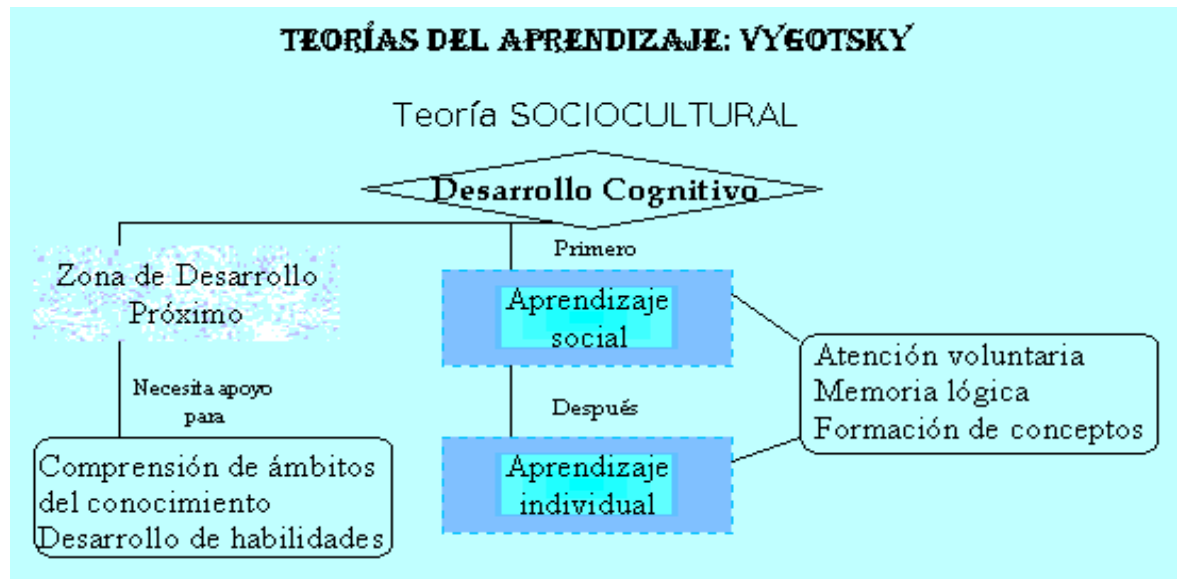 TEORÍAS DEL APRENDIZAJE: VYGOTSKY
Teoría SOCIOCULTURAL
Desarrollo Cognitivo
Zona de Desarrollo
Próximo
Necesita apoyo
para
Comprensión de ámbitos
del conocimiento
Desarrollo de habilidades
Primero
Aprendizaje
social
Después
Aprendizaje
individual
Atención voluntaria
Memoria lógica
Formación de conceptos